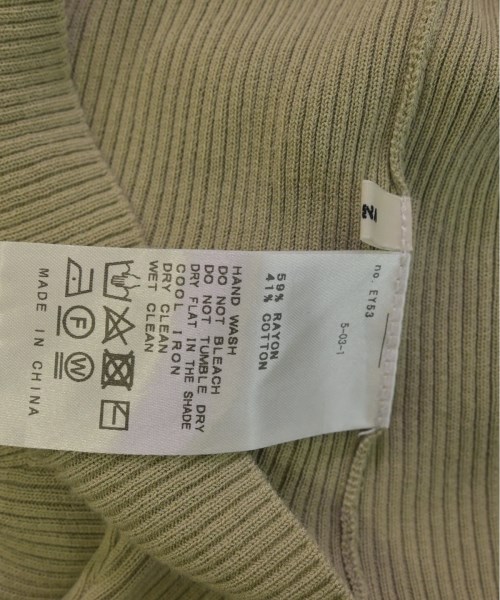 no. EY53
5-03-1
59% RAYON
41% COTTON
HAND WASH
DO NOT BLEACH
DO NOT TUMBLE DRY
DRY FLAT IN THE SHADE
COOL IRON
DRY CLEAN
WET CLEAN
F W
MADE IN CHINA